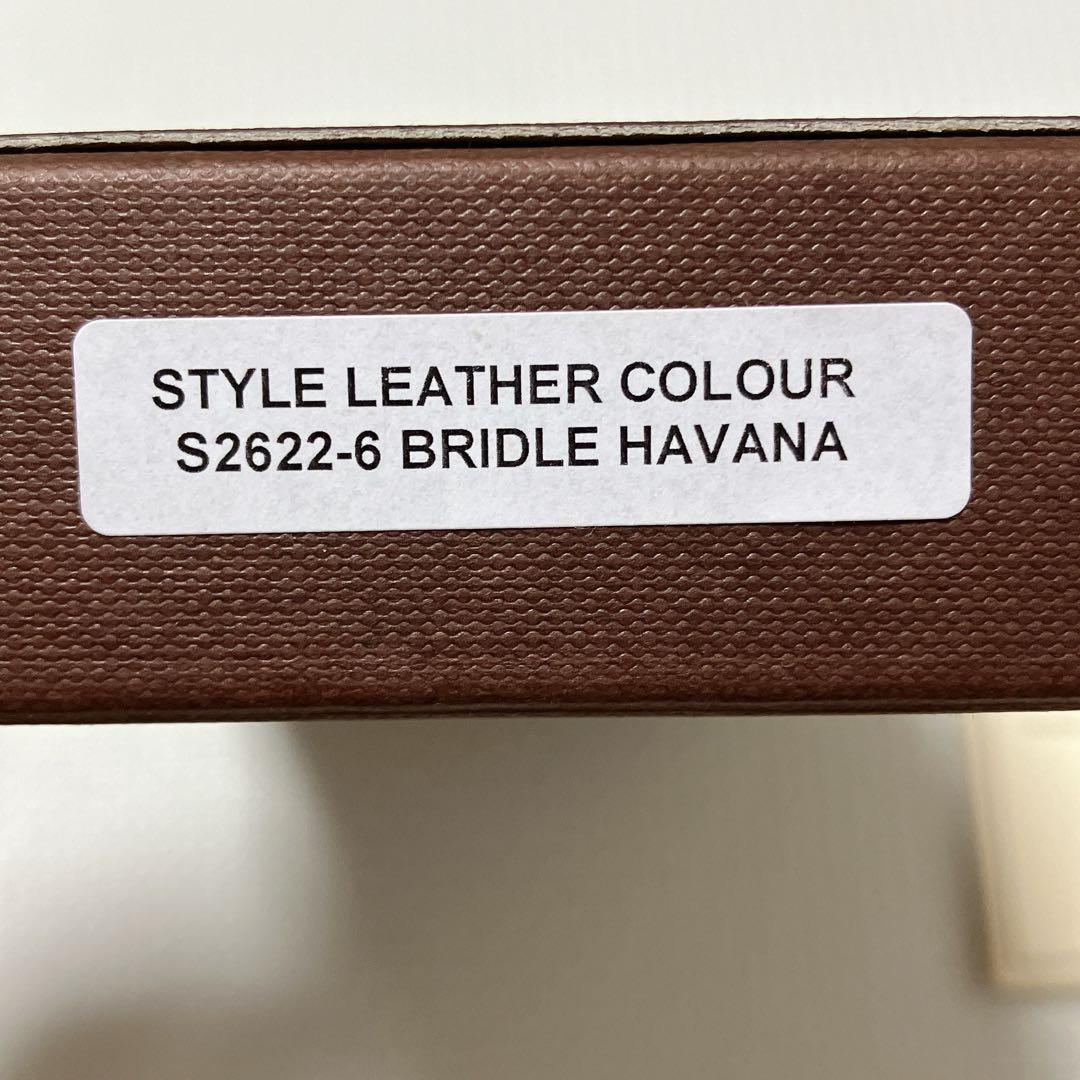 STYLE LEATHER COLOUR
S2622-6 BRIDLE HAVANA